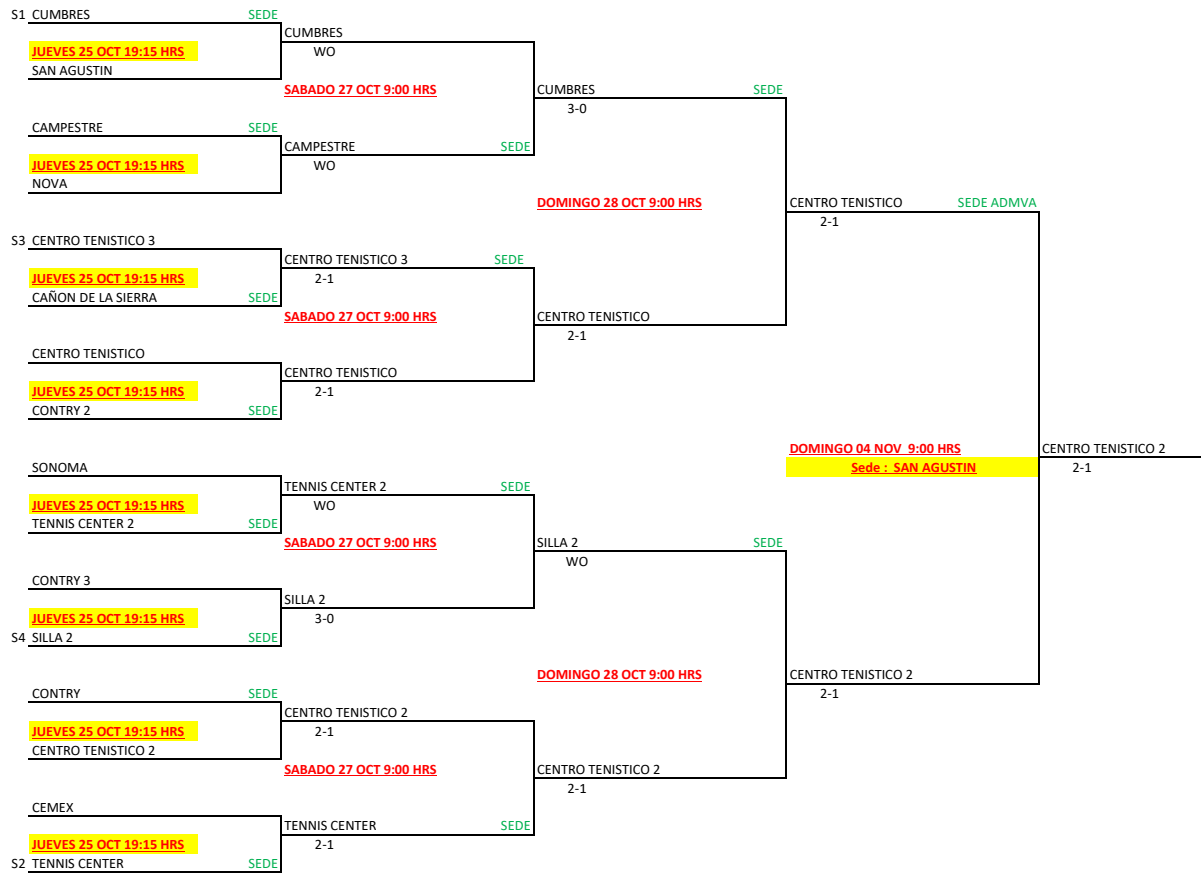 S1 CUMBRES SEDE
CUMBRES
JUEVES 25 OCT 19:15 HRS
WO
SAN AGUSTIN
SABADO 27 OCT 9:00 HRS
CUMBRES SEDE
3-0
CAMPESTRE SEDE
CAMPESTRE SEDE
JUEVES 25 OCT 19:15 HRS
WO
NOVA
DOMINGO 28 OCT 9:00 HRS
CENTRO TENISTICO SEDE ADMVA
2-1
S3 CENTRO TENISTICO 3
CENTRO TENISTICO 3 SEDE
JUEVES 25 OCT 19:15 HRS
2-1
CAÑON DE LA SIERRA SEDE
SABADO 27 OCT 9:00 HRS
CENTRO TENISTICO
2-1
CENTRO TENISTICO
CENTRO TENISTICO
JUEVES 25 OCT 19:15 HRS
2-1
CONTRY 2 SEDE
DOMINGO 04 NOV 9:00 HRS
CENTRO TENISTICO 2
Sede : SAN AGUSTIN
2-1
SONOMA
TENNIS CENTER 2 SEDE
JUEVES 25 OCT 19:15 HRS
WO
TENNIS CENTER 2 SEDE
SABADO 27 OCT 9:00 HRS
SILLA 2 SEDE
WO
CONTRY 3
SILLA 2
JUEVES 25 OCT 19:15 HRS
3-0
S4 SILLA 2 SEDE
DOMINGO 28 OCT 9:00 HRS
CENTRO TENISTICO 2
2-1
CONTRY SEDE
CENTRO TENISTICO 2
JUEVES 25 OCT 19:15 HRS
2-1
CENTRO TENISTICO 2
SABADO 27 OCT 9:00 HRS
CENTRO TENISTICO 2
2-1
CEMEX
TENNIS CENTER SEDE
JUEVES 25 OCT 19:15 HRS
2-1
S2 TENNIS CENTER SEDE